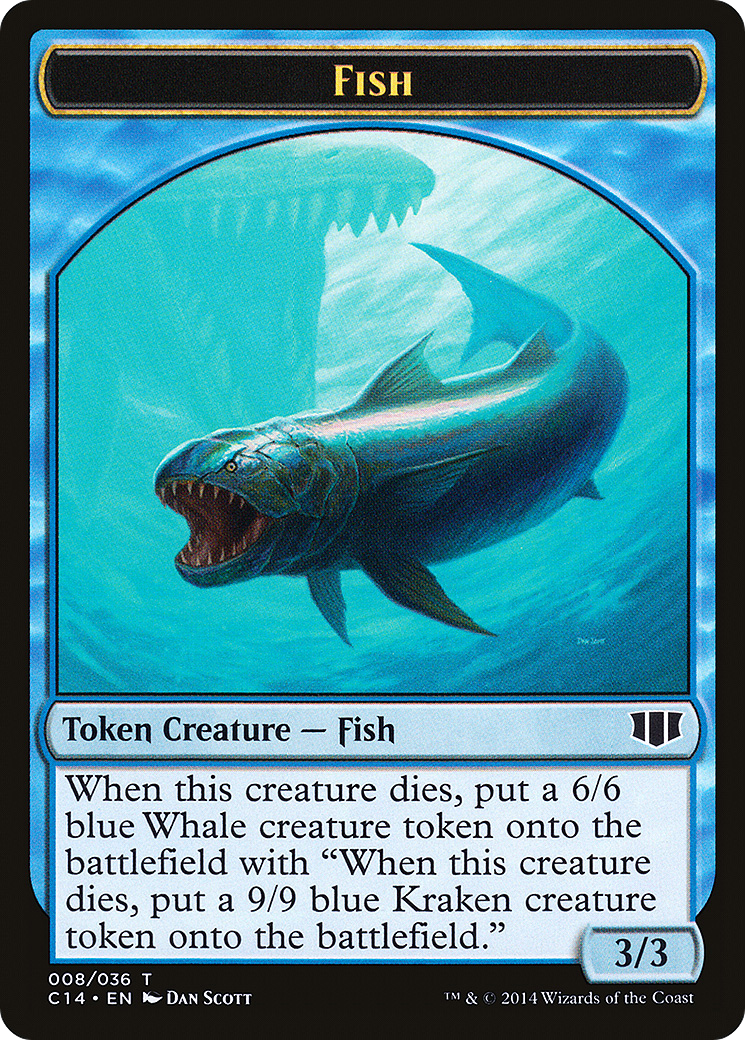 Fish
Dan Scott
Token Creature — Fish
When this creature dies, put a 6/6
blue Whale creature token onto the
battlefield with “When this creature
dies, put a 9/9 blue Kraken creature
token onto the battlefield.”
3/3
008/036 T
C14 • EN Dan Scott
™ & © 2014 Wizards of the Coast